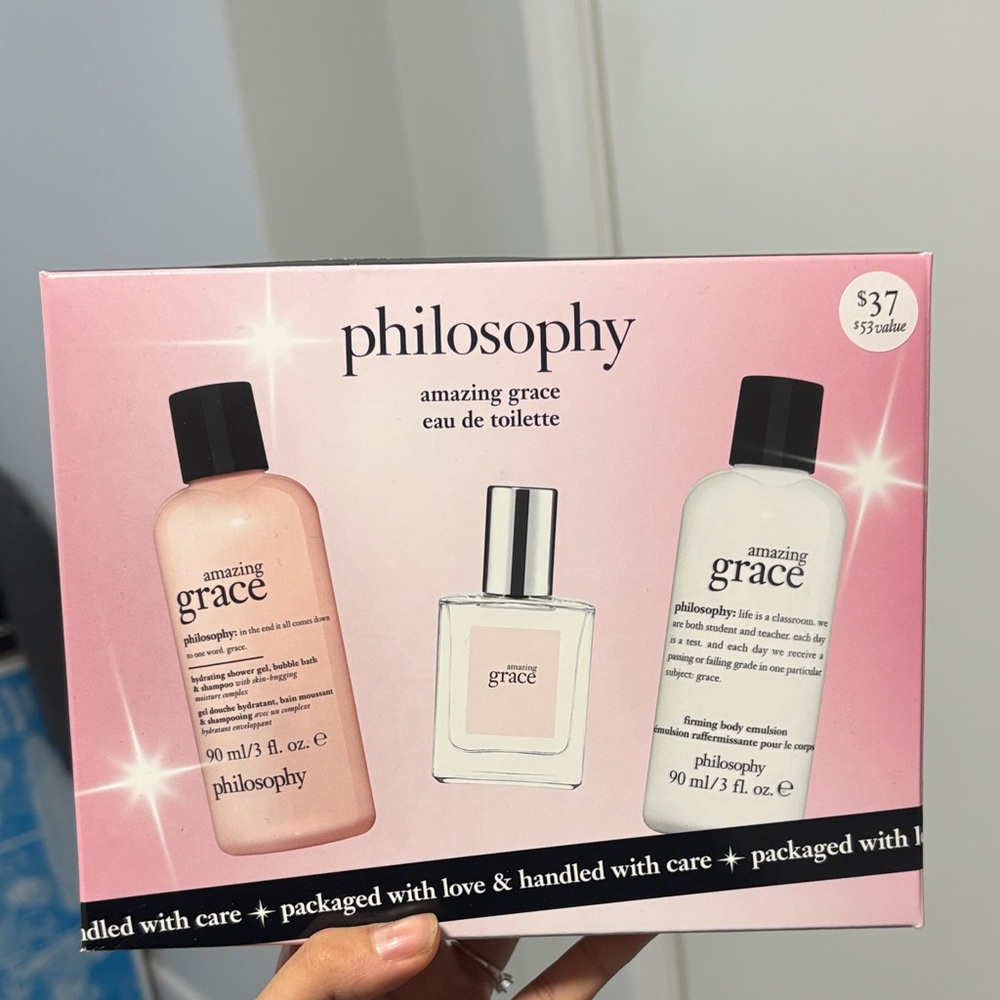 philosophy
amazing grace
eau de toilette
$37
$53 value
amazing
grace
philosophy: in the end it all comes down
to one word. grace.
hydrating shower gel, bubble bath
& shampoo with skin-hugging
moisture complex
gel douche hydratant, bain moussant
& shampooing avec un complexe
hydratant enveloppant
90 ml/3 fl. oz. ℮
philosophy
amazing
grace
amazing
grace
philosophy: life is a classroom. we
are both student and teacher. each day
is a test. and each day we receive a
passing or failing grade in one particular
subject: grace.
firming body emulsion
émulsion raffermissante pour le corps
philosophy
90 ml/3 fl. oz. ℮
ndled with care packaged with love & handled with care packaged with l